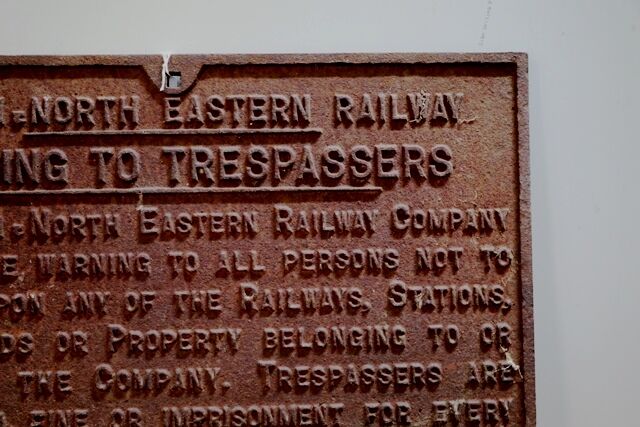 NORTH EASTERN RAILWAY
ING TO TRESPASSERS
NORTH EASTERN RAILWAY COMPANY
E, WARNING TO ALL PERSONS NOT TO
PON ANY OF THE RAILWAYS, STATIONS,
DS OR PROPERTY BELONGING TO OR
THE COMPANY. TRESPASSERS ARE
FINE OR IMPRISONMENT FOR EVERY